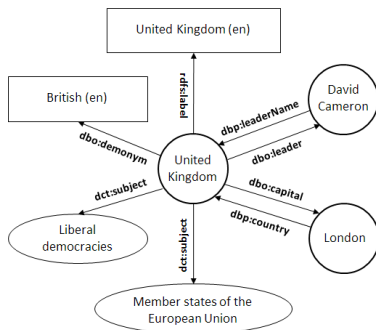 United Kingdom (en)
rdfs:label
British (en)
David
Cameron
dbp:leaderName
dbo:leader
dbo:demonym
United
Kingdom
dct:subject
dbo:capital
dbp:country
Liberal
democracies
London
dct:subject
Member states of the
European Union